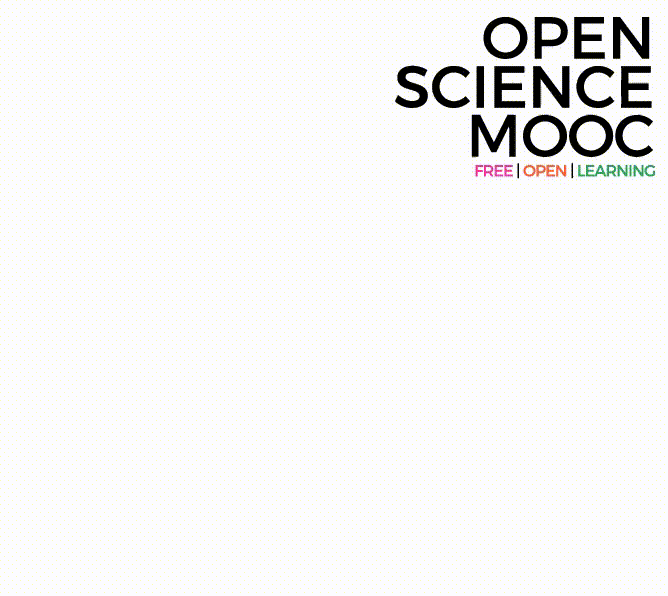 OPEN
SCIENCE
MOOC
FREE | OPEN | LEARNING